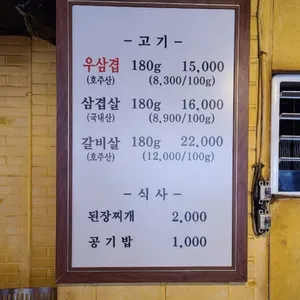 - 고 기 -
우삼겹 180g 15,000
(호주산) (8,300/100g)
삼겹살 180g 16,000
(국내산) (8,900/100g)
갈비살 180g 22,000
(호주산) (12,000/100g)
- 식 사 -
된장찌개 2,000
공 기 밥 1,000